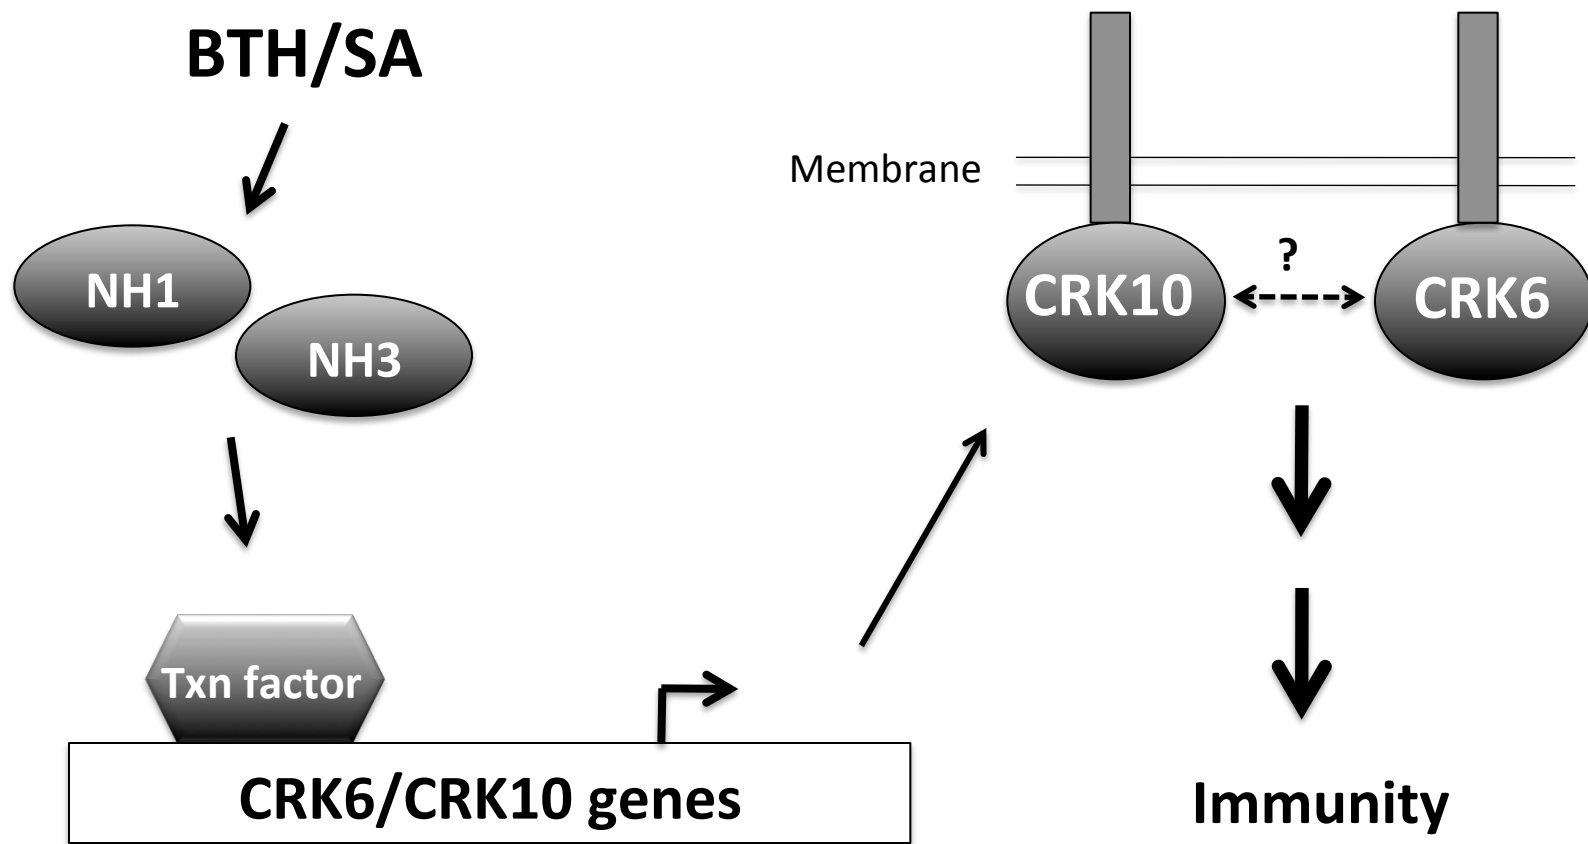 BTH/SA
NH1
NH3
Txn factor
CRK6/CRK10 genes
Membrane
?
CRK10
CRK6
Immunity